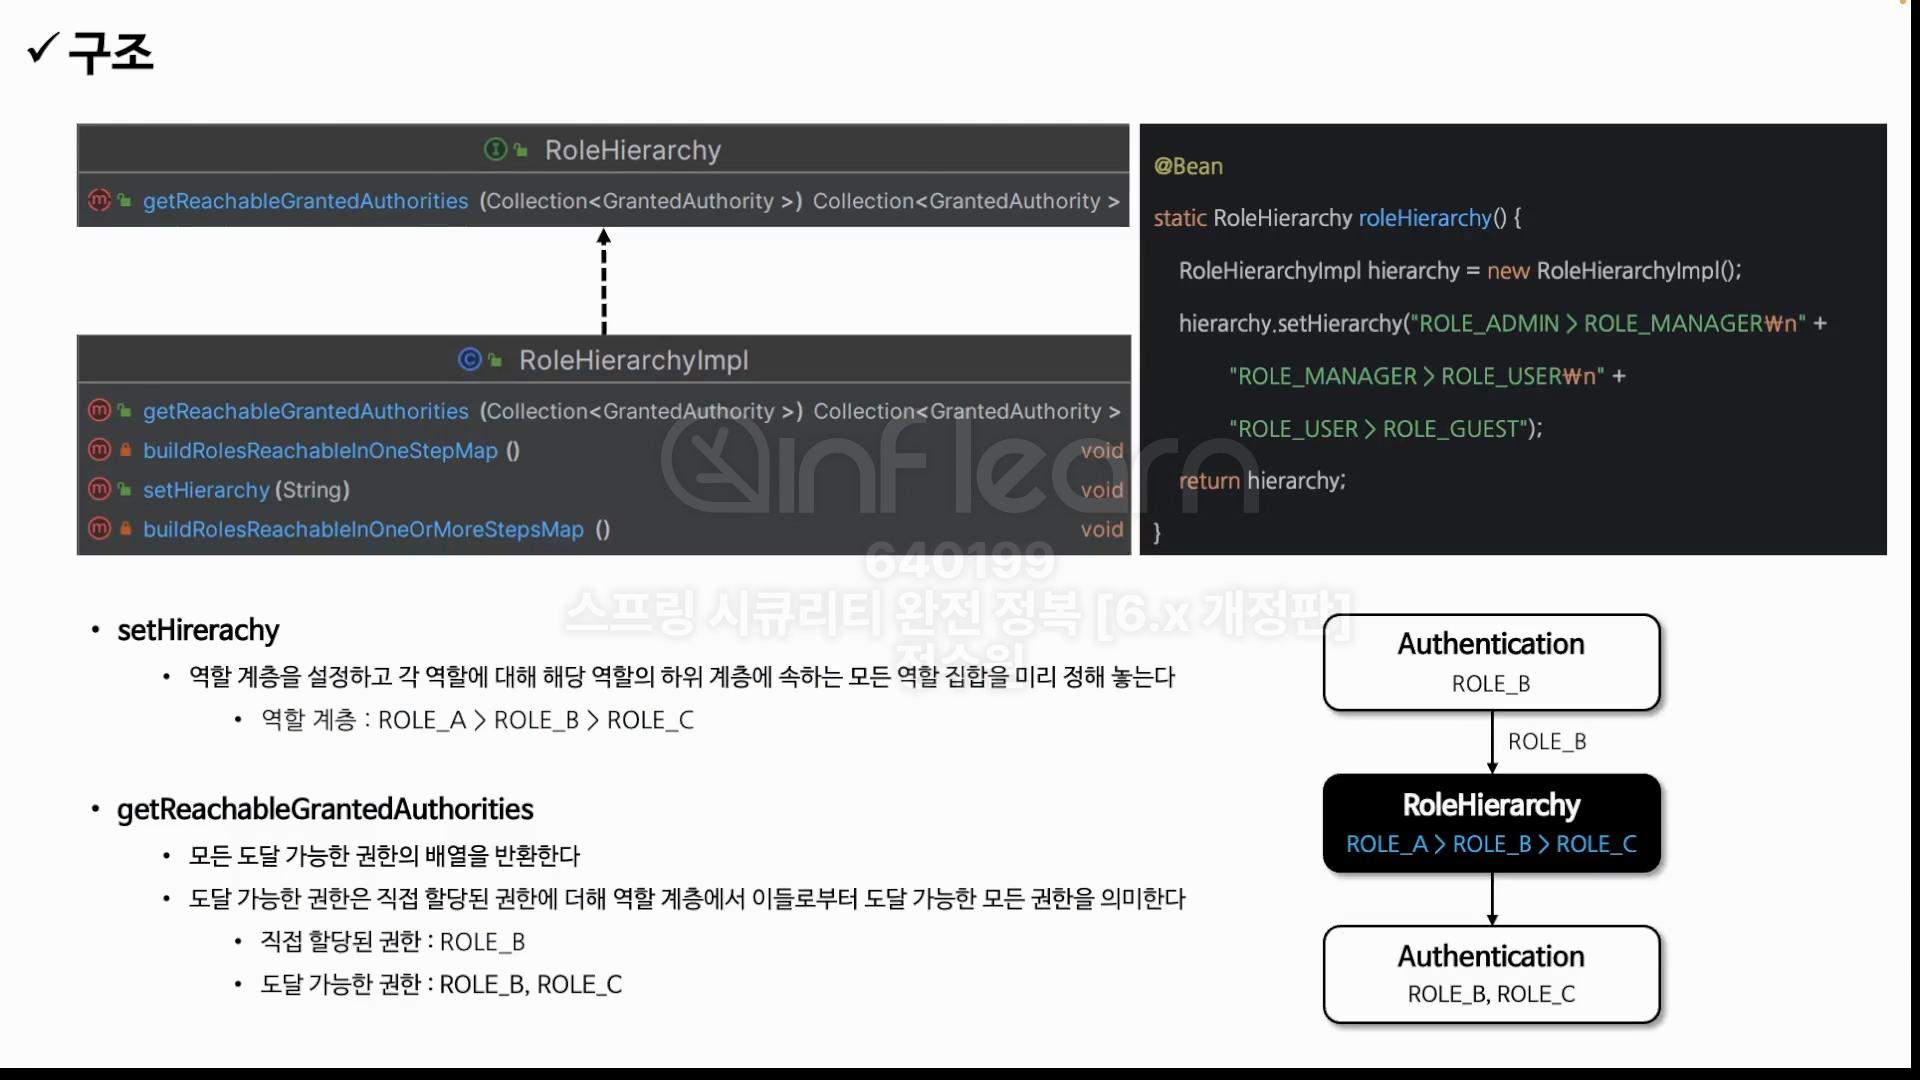 ✓ 구조
RoleHierarchy
getReachableGrantedAuthorities (Collection<GrantedAuthority >) Collection<GrantedAuthority >
RoleHierarchyImpl
getReachableGrantedAuthorities (Collection<GrantedAuthority >) Collection<GrantedAuthority >
buildRolesReachableInOneStepMap () void
setHierarchy (String) void
buildRolesReachableInOneOrMoreStepsMap () void
@Bean
static RoleHierarchy roleHierarchy() {
RoleHierarchyImpl hierarchy = new RoleHierarchyImpl();
hierarchy.setHierarchy("ROLE_ADMIN > ROLE_MANAGER₩n" +
"ROLE_MANAGER > ROLE_USER₩n" +
"ROLE_USER > ROLE_GUEST");
return hierarchy;
}
inflearn
640199
스프링 시큐리티 완전 정복 [6.x 개정판]
정수원
• setHirerachy
• 역할 계층을 설정하고 각 역할에 대해 해당 역할의 하위 계층에 속하는 모든 역할 집합을 미리 정해 놓는다
• 역할 계층 : ROLE_A > ROLE_B > ROLE_C
• getReachableGrantedAuthorities
• 모든 도달 가능한 권한의 배열을 반환한다
• 도달 가능한 권한은 직접 할당된 권한에 더해 역할 계층에서 이들로부터 도달 가능한 모든 권한을 의미한다
• 직접 할당된 권한 : ROLE_B
• 도달 가능한 권한 : ROLE_B, ROLE_C
Authentication
ROLE_B
ROLE_B
RoleHierarchy
ROLE_A > ROLE_B > ROLE_C
Authentication
ROLE_B, ROLE_C